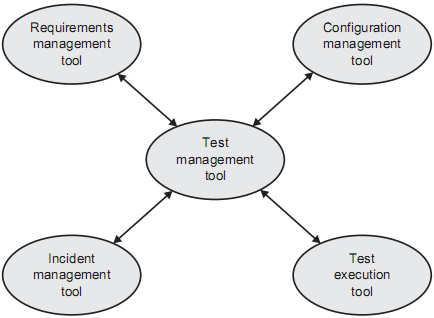 Requirements
management
tool
Configuration
management
tool
Test
management
tool
Incident
management
tool
Test
execution
tool